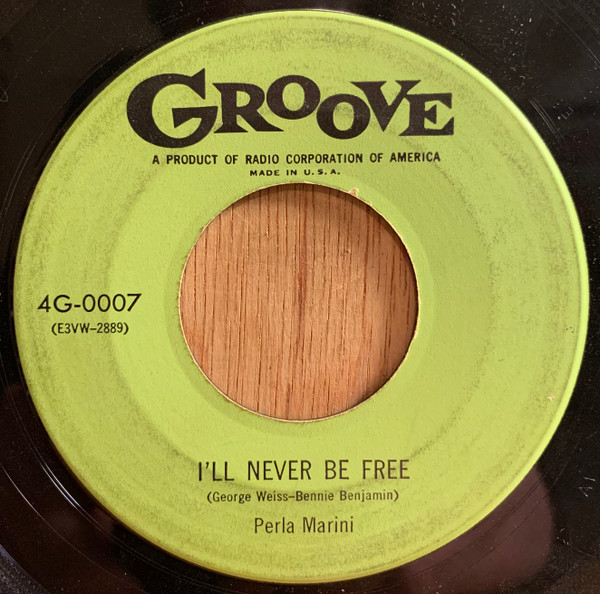 GROOVE
A PRODUCT OF RADIO CORPORATION OF AMERICA
MADE IN U.S.A.
4G-0007
(E3VW-2889)
I'LL NEVER BE FREE
(George Weiss-Bennie Benjamin)
Perla Marini